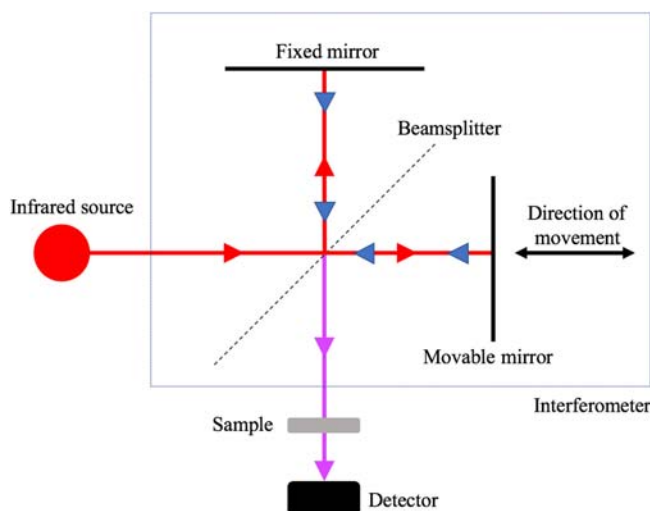 Fixed mirror
Beamsplitter
Infrared source
Direction of
movement
Movable mirror
Interferometer
Sample
Detector